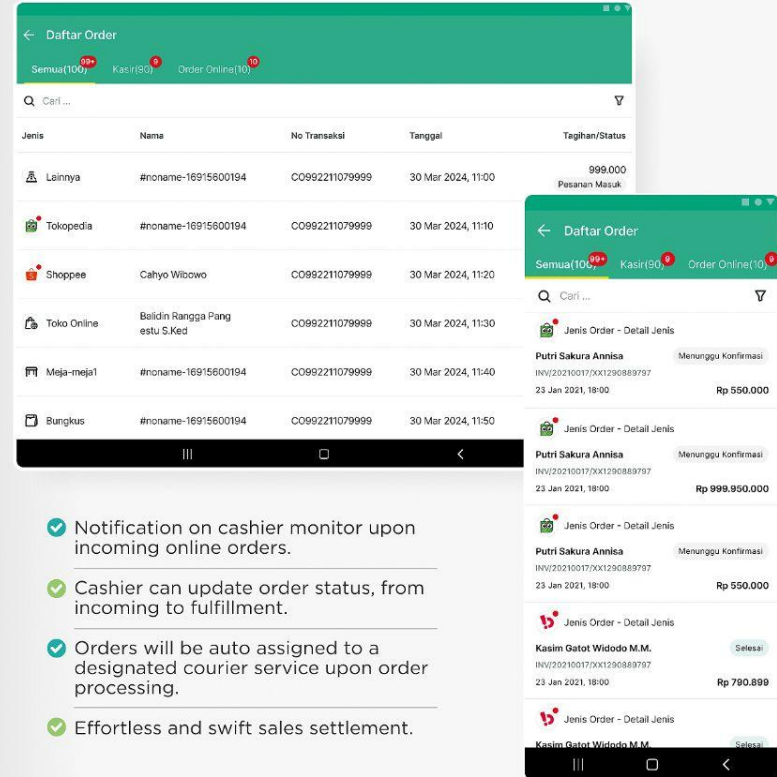 Daftar Order
Semua(100) 99+ Kasir(90) 9 Order Online(10) 10
Cari ...
Jenis Nama No Transaksi Tanggal Tagihan/Status
Lainnya #noname-16915600194 CO992211079999 30 Mar 2024, 11:00 999.000
Pesanan Masuk
Tokopedia #noname-16915600194 CO992211079999 30 Mar 2024, 11:10
Shoppee Cahyo Wibowo CO992211079999 30 Mar 2024, 11:20
Toko Online Balidin Rangga Pang CO992211079999 30 Mar 2024, 11:30
estu S.Ked
Meja-meja1 #noname-16915600194 CO992211079999 30 Mar 2024, 11:40
Bungkus #noname-16915600194 CO992211079999 30 Mar 2024, 11:50
Notification on cashier monitor upon
incoming online orders.
Cashier can update order status, from
incoming to fulfillment.
Orders will be auto assigned to a
designated courier service upon order
processing.
Effortless and swift sales settlement.
Daftar Order
Semua(100) 99+ Kasir(90) 9 Order Online(10) 9
Cari ...
Jenis Order - Detail Jenis
Putri Sakura Annisa Menunggu Konfirmasi
INV/20210017/XX1290889797
23 Jan 2021, 18:00 Rp 550.000
Jenis Order - Detail Jenis
Putri Sakura Annisa Menunggu Konfirmasi
INV/20210017/XX1290889797
23 Jan 2021, 18:00 Rp 999.950.000
Jenis Order - Detail Jenis
Putri Sakura Annisa Menunggu Konfirmasi
INV/20210017/XX1290889797
23 Jan 2021, 18:00 Rp 550.000
Jenis Order - Detail Jenis
Kasim Gatot Widodo M.M. Selesai
INV/20210017/XX1290889797
23 Jan 2021, 18:00 Rp 790.899
Jenis Order - Detail Jenis
Kasim Gatot Widodo M.M. Selesai